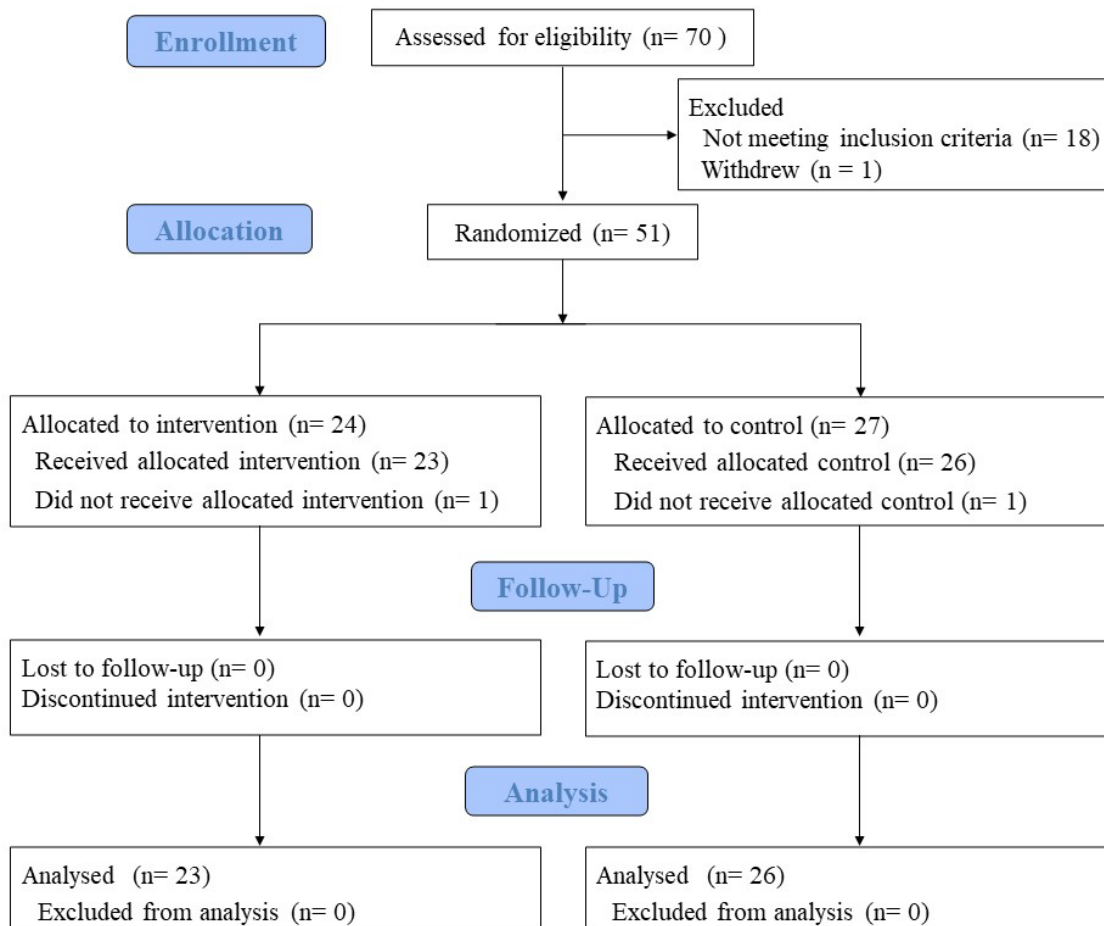 Enrollment
Assessed for eligibility (n= 70 )
Excluded
Not meeting inclusion criteria (n= 18)
Withdrew (n = 1)
Allocation
Randomized (n= 51)
Allocated to intervention (n= 24)
Received allocated intervention (n= 23)
Did not receive allocated intervention (n= 1)
Allocated to control (n= 27)
Received allocated control (n= 26)
Did not receive allocated control (n= 1)
Follow-Up
Lost to follow-up (n= 0)
Discontinued intervention (n= 0)
Lost to follow-up (n= 0)
Discontinued intervention (n= 0)
Analysis
Analysed (n= 23)
Excluded from analysis (n= 0)
Analysed (n= 26)
Excluded from analysis (n= 0)